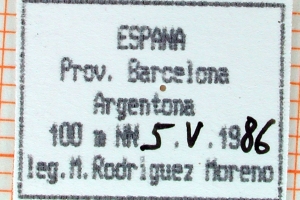 ESPANA
Prov. Barcelona
Argentona
100 m NN 5.V.1986
leg.M.Rodriguez Moreno